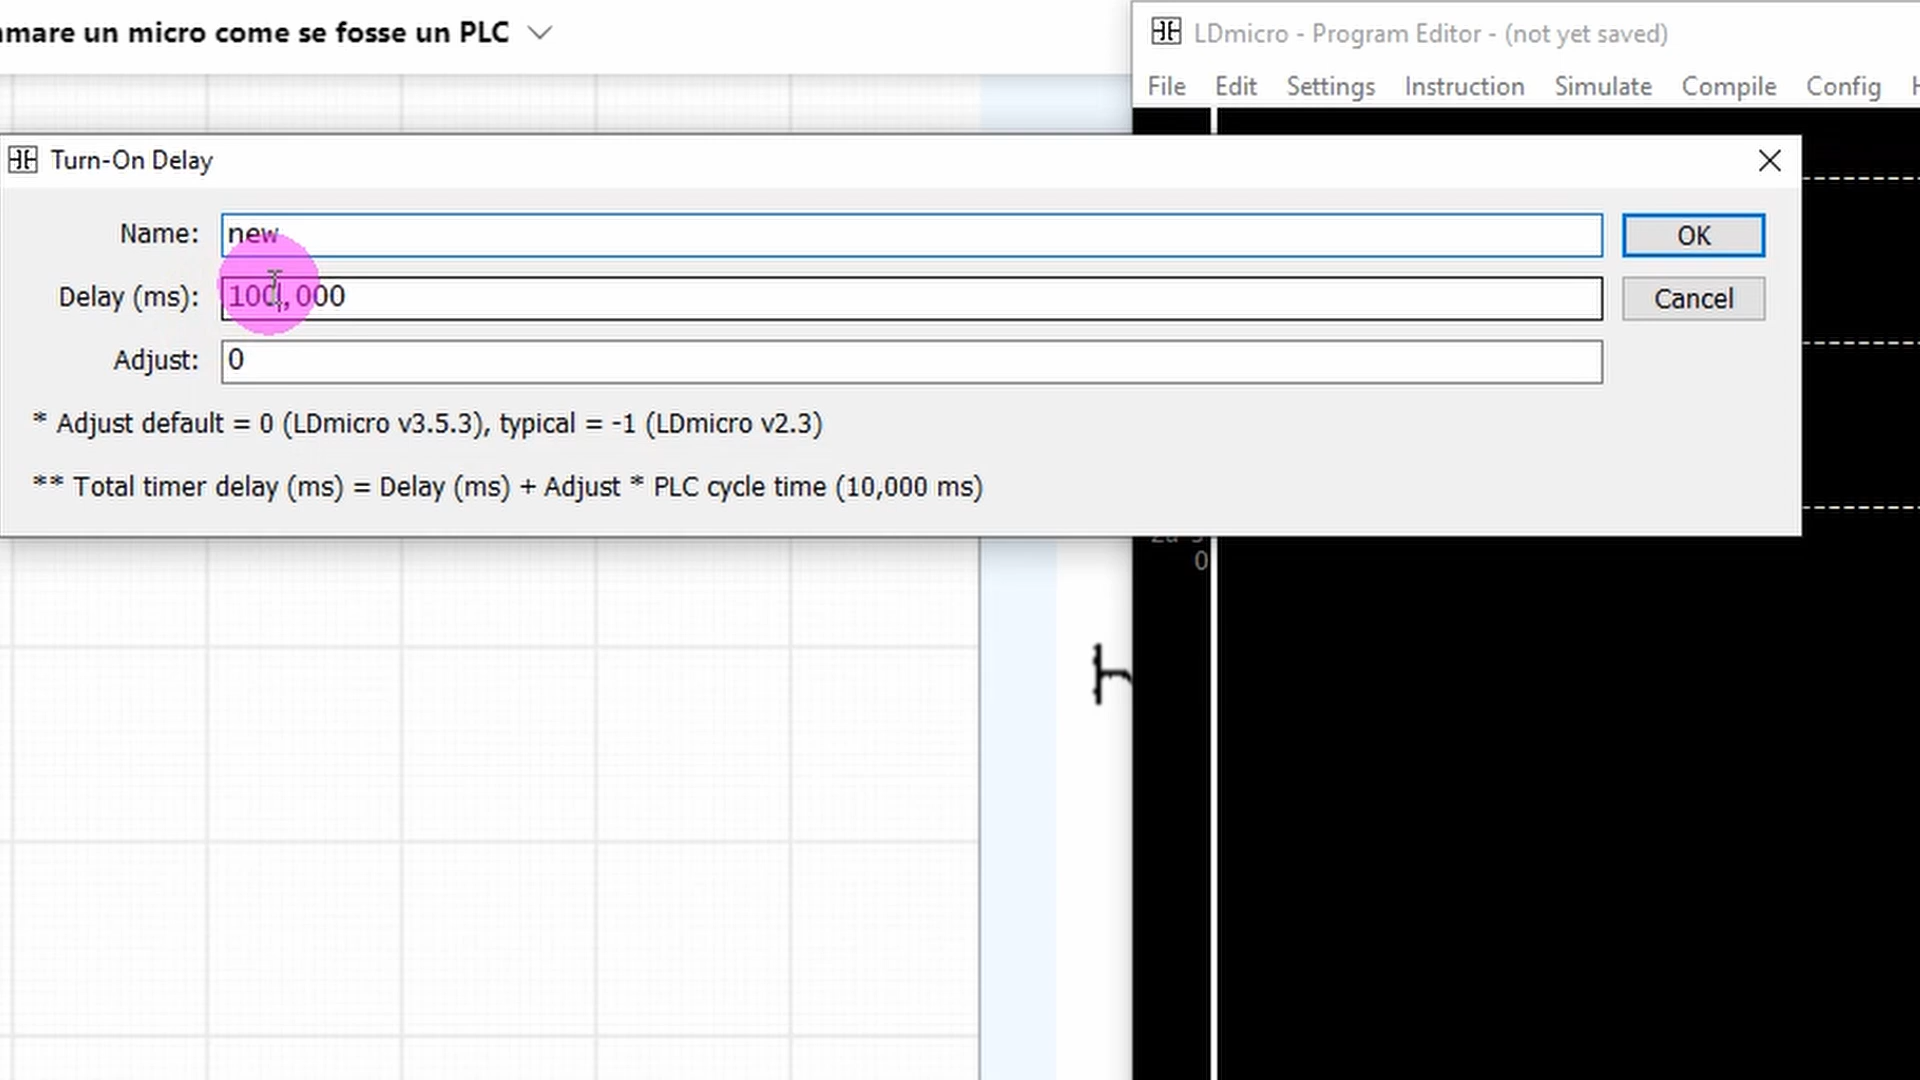 mare un micro come se fosse un PLC
LDmicro - Program Editor - (not yet saved)
File Edit Settings Instruction Simulate Compile Config
Turn-On Delay
Name: new
OK
Delay (ms): 100,000
Cancel
Adjust: 0
* Adjust default = 0 (LDmicro v3.5.3), typical = -1 (LDmicro v2.3)
** Total timer delay (ms) = Delay (ms) + Adjust * PLC cycle time (10,000 ms)
0